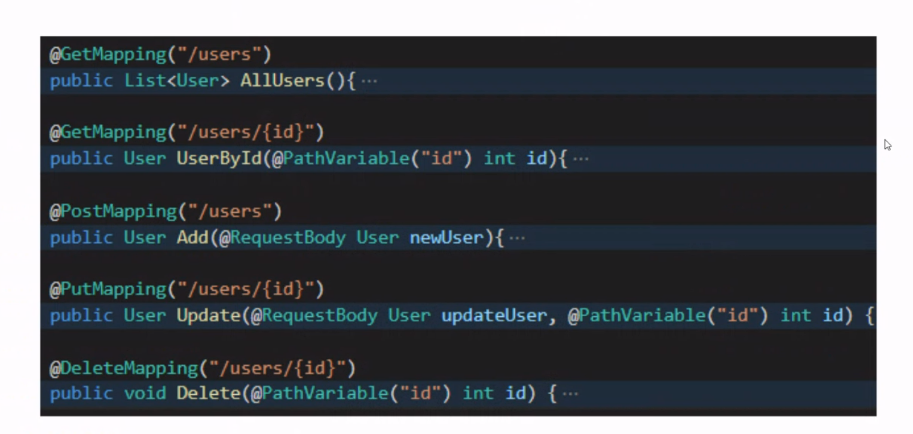 @GetMapping("/users")
public List<User> AllUsers(){ ···
@GetMapping("/users/{id}")
public User UserById(@PathVariable("id") int id){ ···
@PostMapping("/users")
public User Add(@RequestBody User newUser){ ···
@PutMapping("/users/{id}")
public User Update(@RequestBody User updateUser, @PathVariable("id") int id) {
@DeleteMapping("/users/{id}")
public void Delete(@PathVariable("id") int id) { ···